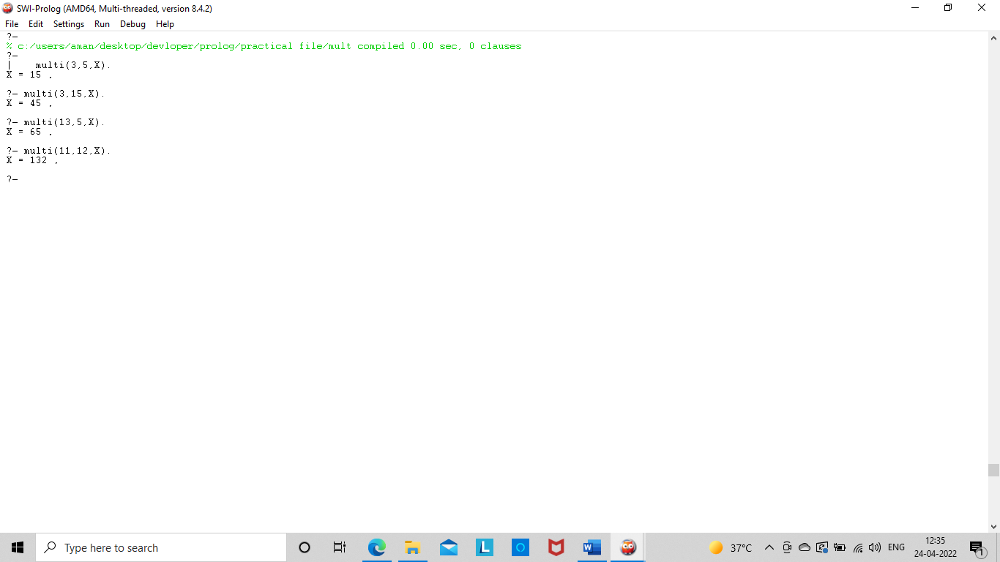 SWI-Prolog (AMD64, Multi-threaded, version 8.4.2)
File Edit Settings Run Debug Help
?-
% c:/users/aman/desktop/devloper/prolog/practical file/mult compiled 0.00 sec, 0 clauses
?-
| multi(3,5,X).
X = 15 .
?- multi(3,15,X).
X = 45 .
?- multi(13,5,X).
X = 65 .
?- multi(11,12,X).
X = 132 .
?-
Type here to search
L
W
37°C
ENG
12:35
24-04-2022
1